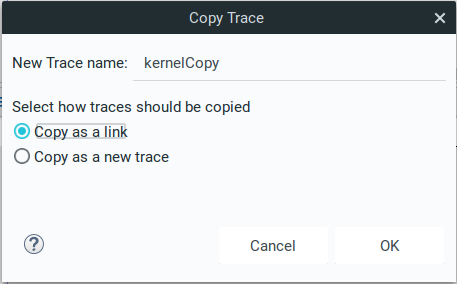 Copy Trace
New Trace name: kernelCopy
Select how traces should be copied
Copy as a link
Copy as a new trace
Cancel OK